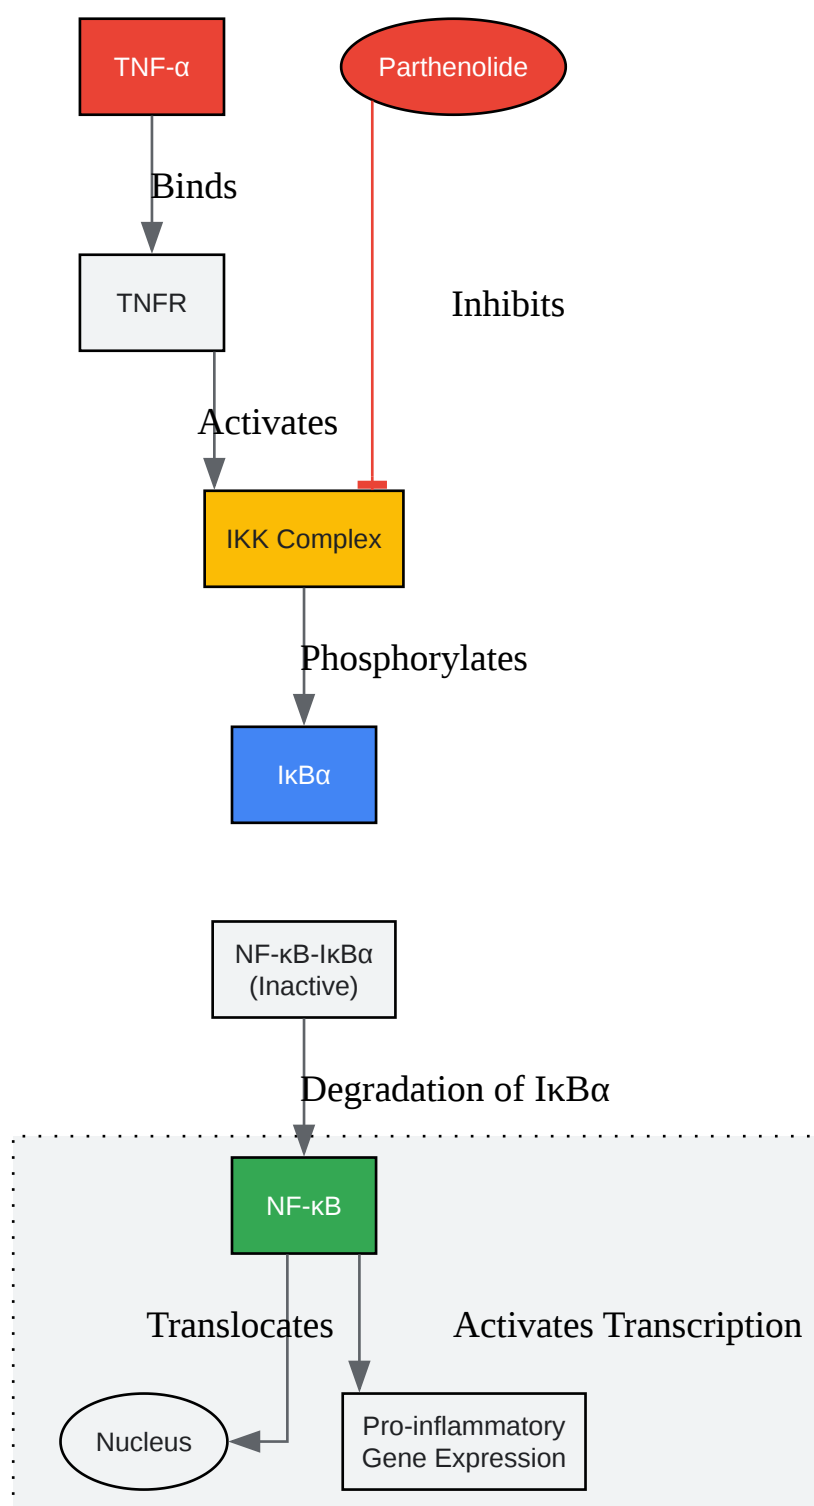 TNF-α
Parthenolide
Binds
TNFR
Inhibits
Activates
IKK Complex
Phosphorylates
IκBα
NF-κB-IκBα
(Inactive)
Degradation of IκBα
NF-κB
Translocates
Activates Transcription
Nucleus
Pro-inflammatory
Gene Expression